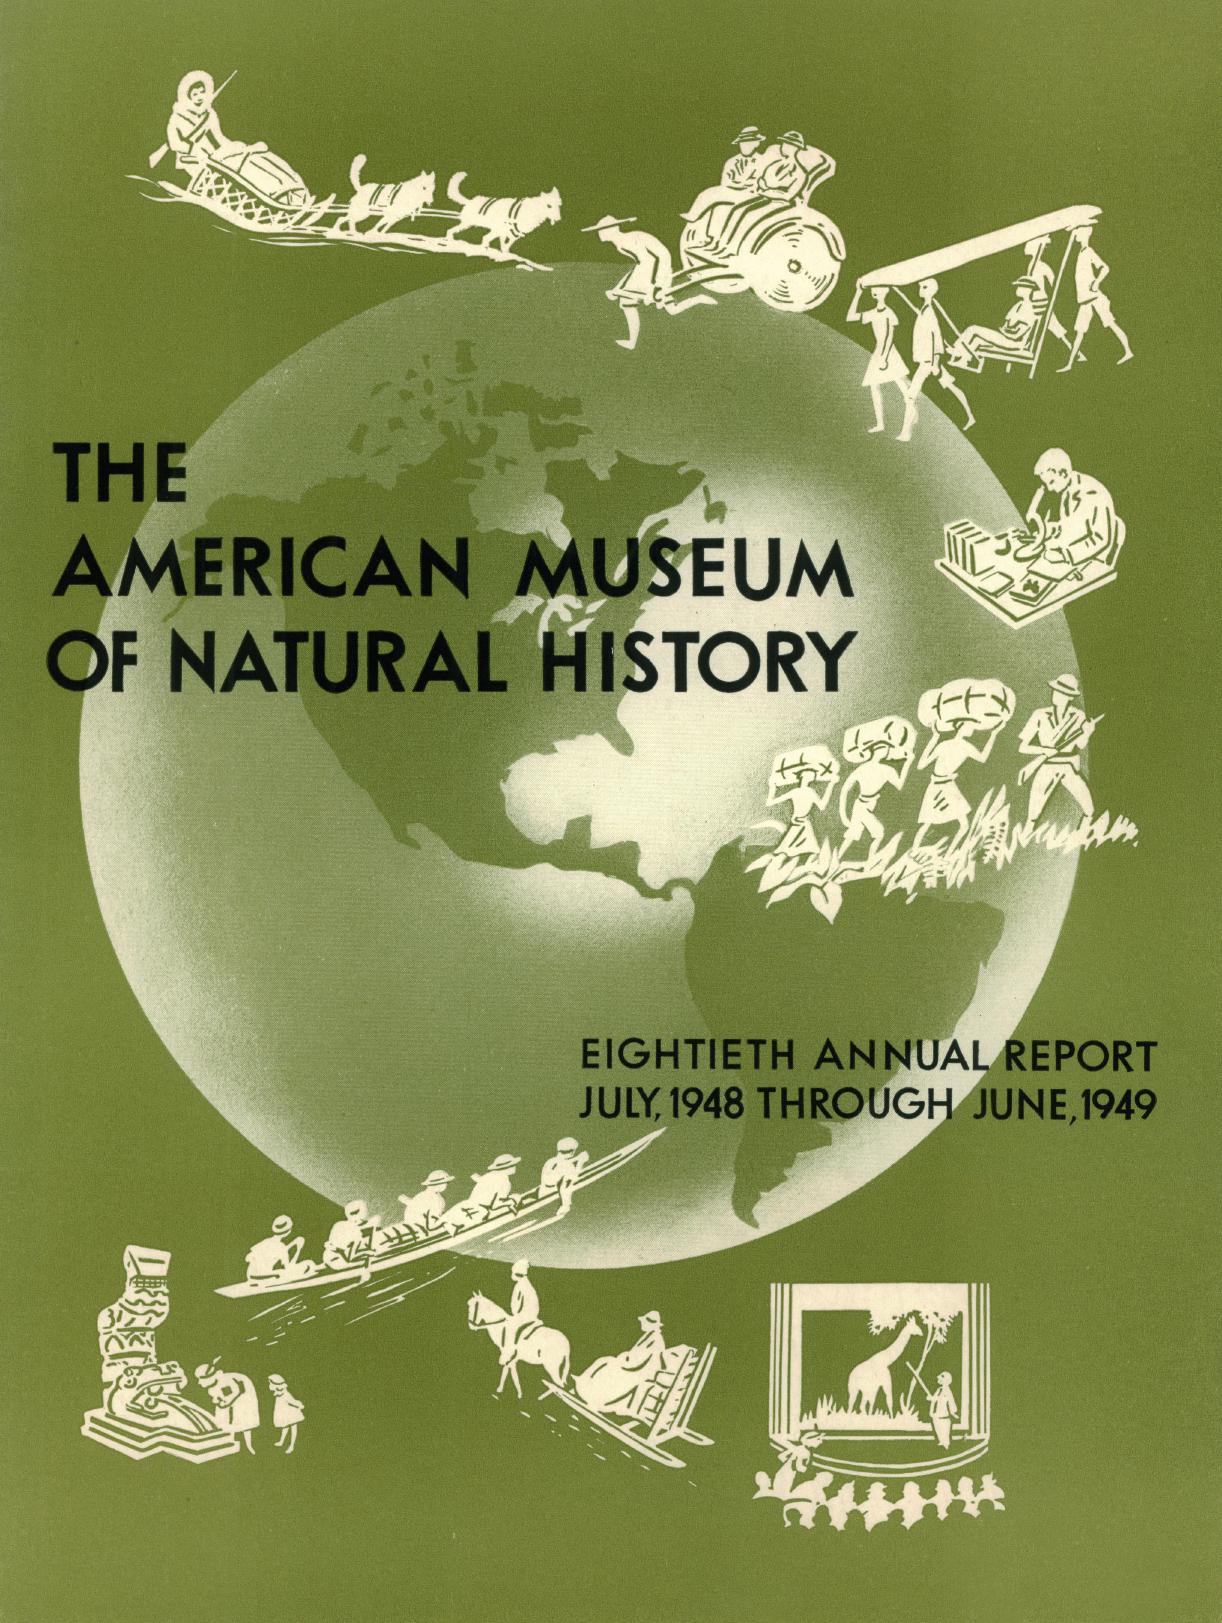 THE
AMERICAN MUSEUM
OF NATURAL HISTORY
EIGHTIETH ANNUAL REPORT
JULY, 1948 THROUGH JUNE, 1949